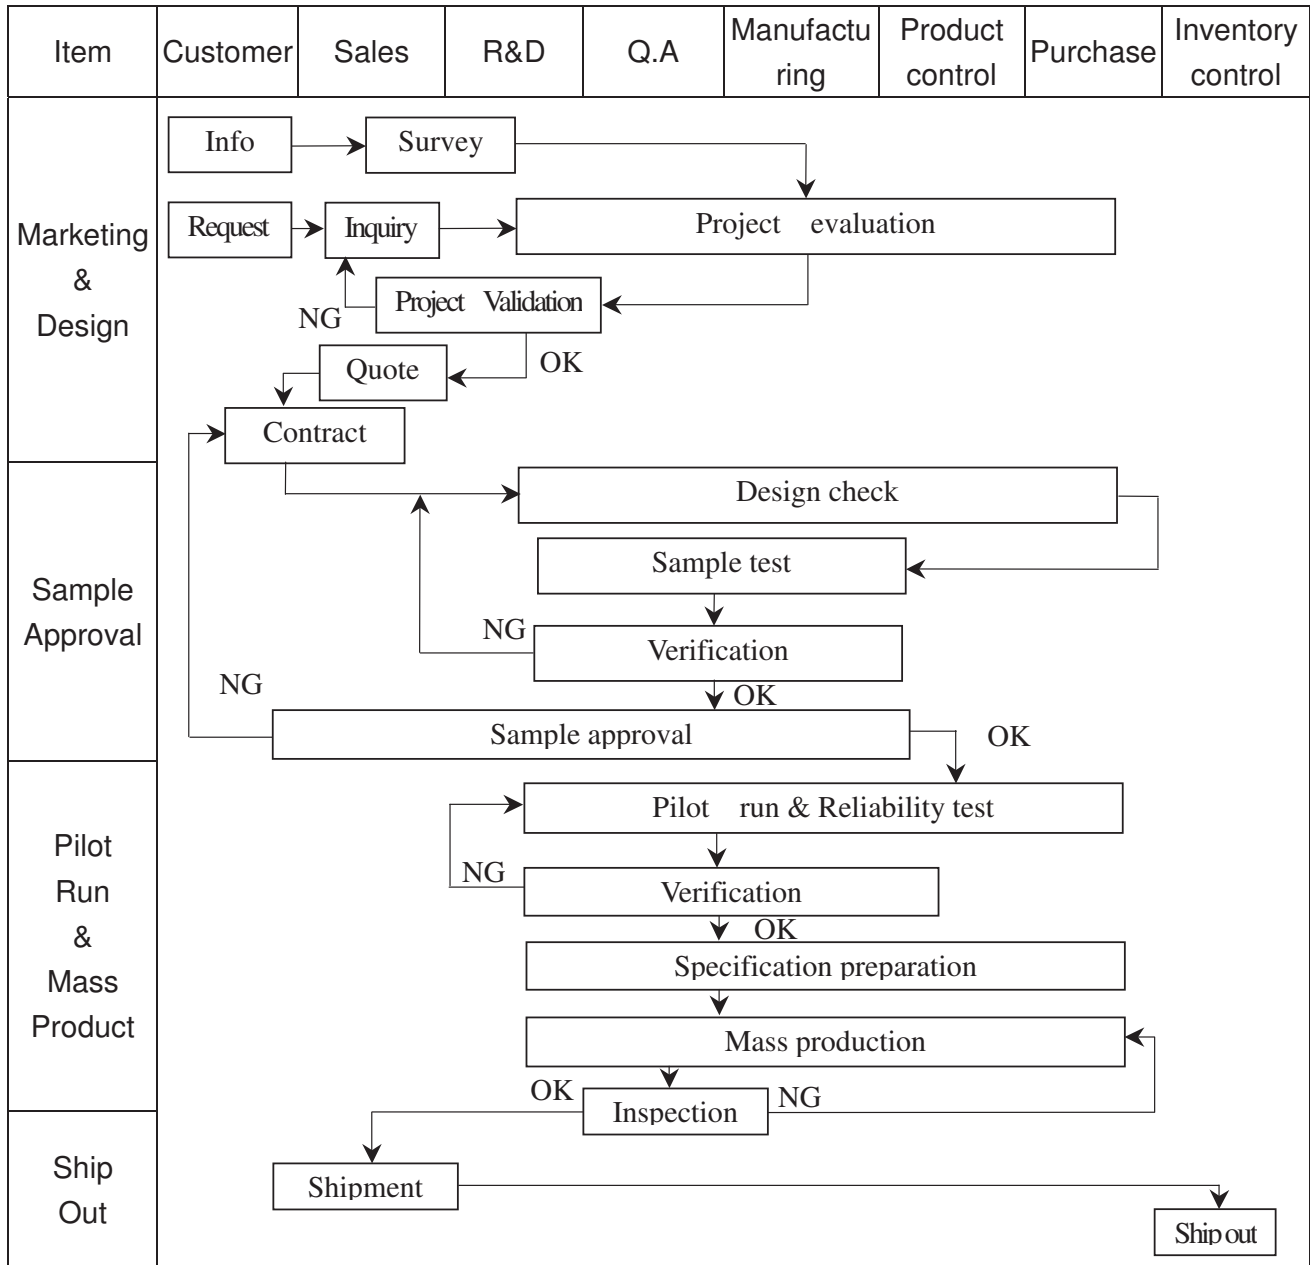 Item
Customer
Sales
R&D
Q.A
Manufactu
ring
Product
control
Purchase
Inventory
control
Marketing
&
Design
Info
Survey
Request
Inquiry
Project evaluation
Project Validation
NG
OK
Quote
Contract
Sample
Approval
Design check
Sample test
NG
Verification
OK
NG
Sample approval
OK
Pilot
Run
&
Mass
Product
Pilot run & Reliability test
NG
Verification
OK
Specification preparation
Mass production
OK
Inspection
NG
Ship
Out
Shipment
Ship out